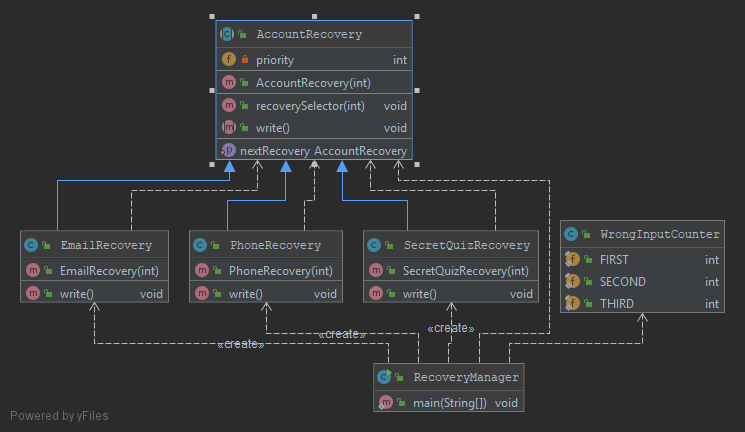 AccountRecovery
priority int
AccountRecovery(int)
recoverySelector(int) void
write() void
nextRecovery AccountRecovery
EmailRecovery
EmailRecovery(int)
write() void
PhoneRecovery
PhoneRecovery(int)
write() void
SecretQuizRecovery
SecretQuizRecovery(int)
write() void
WrongInputCounter
FIRST int
SECOND int
THIRD int
«create»
«create»
«create»
RecoveryManager
main(String[]) void
Powered by yFiles